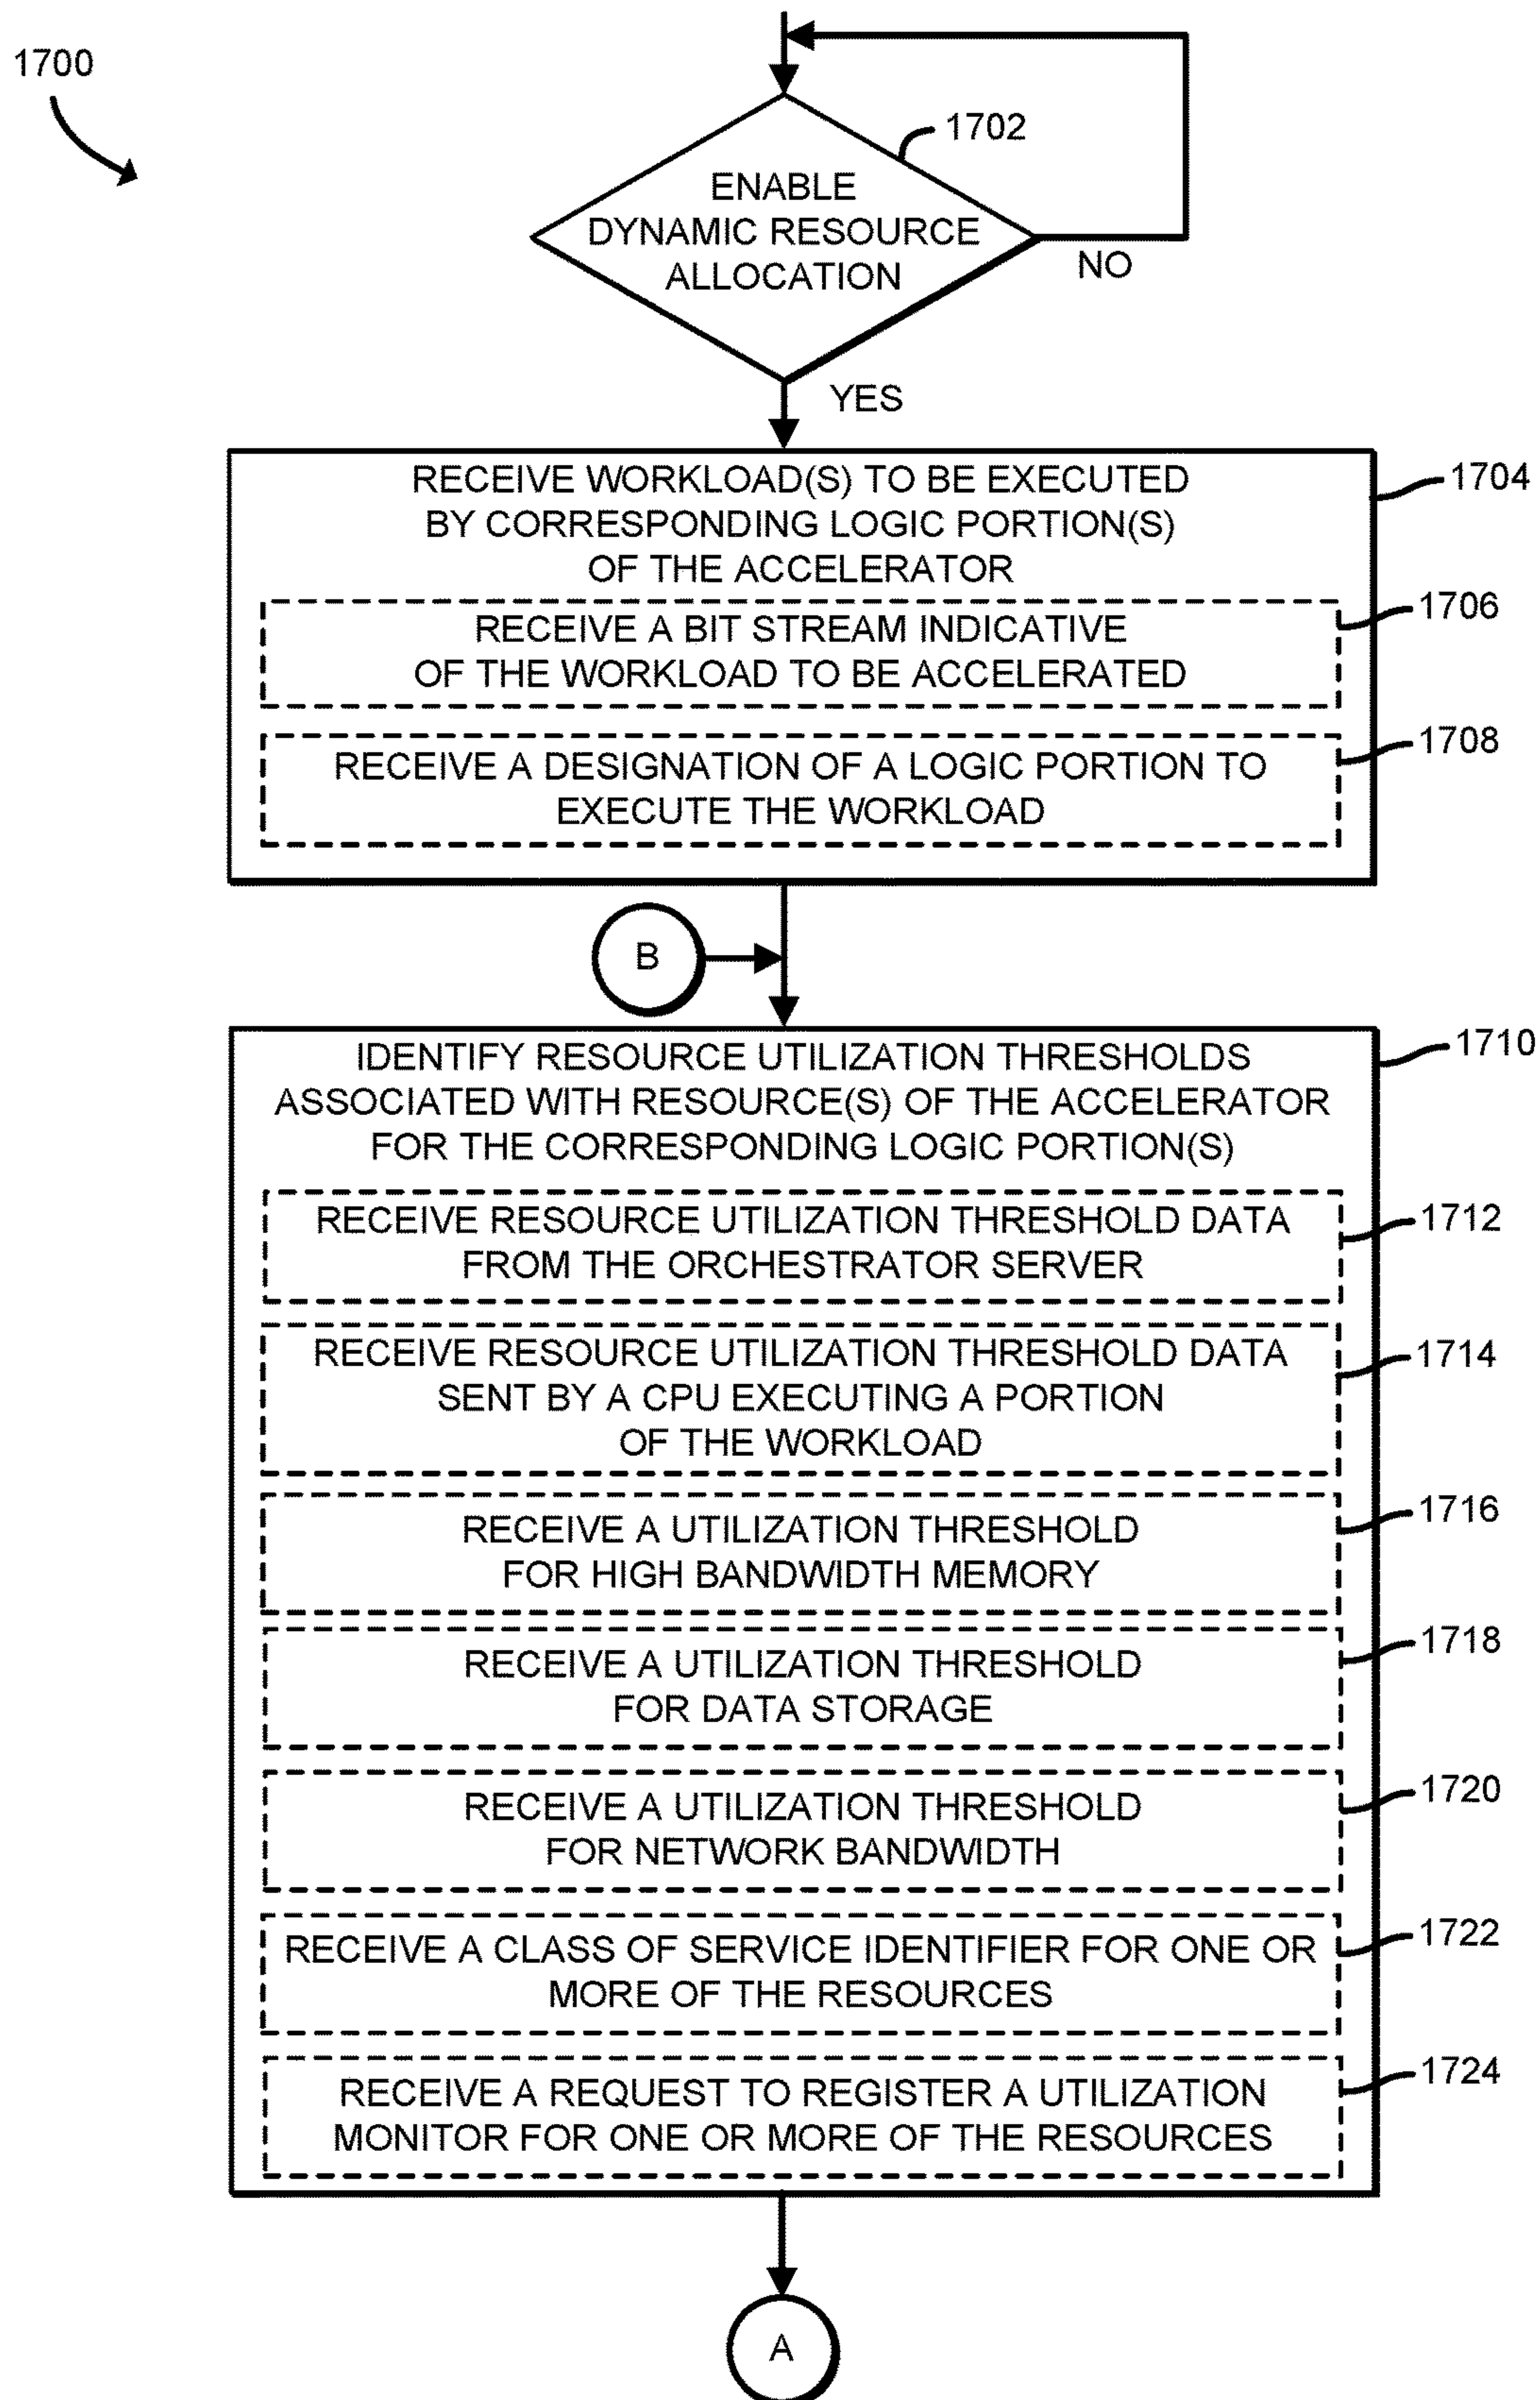 1700
1702
ENABLE
DYNAMIC RESOURCE
ALLOCATION
NO
YES
RECEIVE WORKLOAD(S) TO BE EXECUTED
BY CORRESPONDING LOGIC PORTION(S)
OF THE ACCELERATOR
1704
RECEIVE A BIT STREAM INDICATIVE
OF THE WORKLOAD TO BE ACCELERATED
1706
RECEIVE A DESIGNATION OF A LOGIC PORTION TO
EXECUTE THE WORKLOAD
1708
B
IDENTIFY RESOURCE UTILIZATION THRESHOLDS
ASSOCIATED WITH RESOURCE(S) OF THE ACCELERATOR
FOR THE CORRESPONDING LOGIC PORTION(S)
1710
RECEIVE RESOURCE UTILIZATION THRESHOLD DATA
FROM THE ORCHESTRATOR SERVER
1712
RECEIVE RESOURCE UTILIZATION THRESHOLD DATA
SENT BY A CPU EXECUTING A PORTION
OF THE WORKLOAD
1714
RECEIVE A UTILIZATION THRESHOLD
FOR HIGH BANDWIDTH MEMORY
1716
RECEIVE A UTILIZATION THRESHOLD
FOR DATA STORAGE
1718
RECEIVE A UTILIZATION THRESHOLD
FOR NETWORK BANDWIDTH
1720
RECEIVE A CLASS OF SERVICE IDENTIFIER FOR ONE OR
MORE OF THE RESOURCES
1722
RECEIVE A REQUEST TO REGISTER A UTILIZATION
MONITOR FOR ONE OR MORE OF THE RESOURCES
1724
A